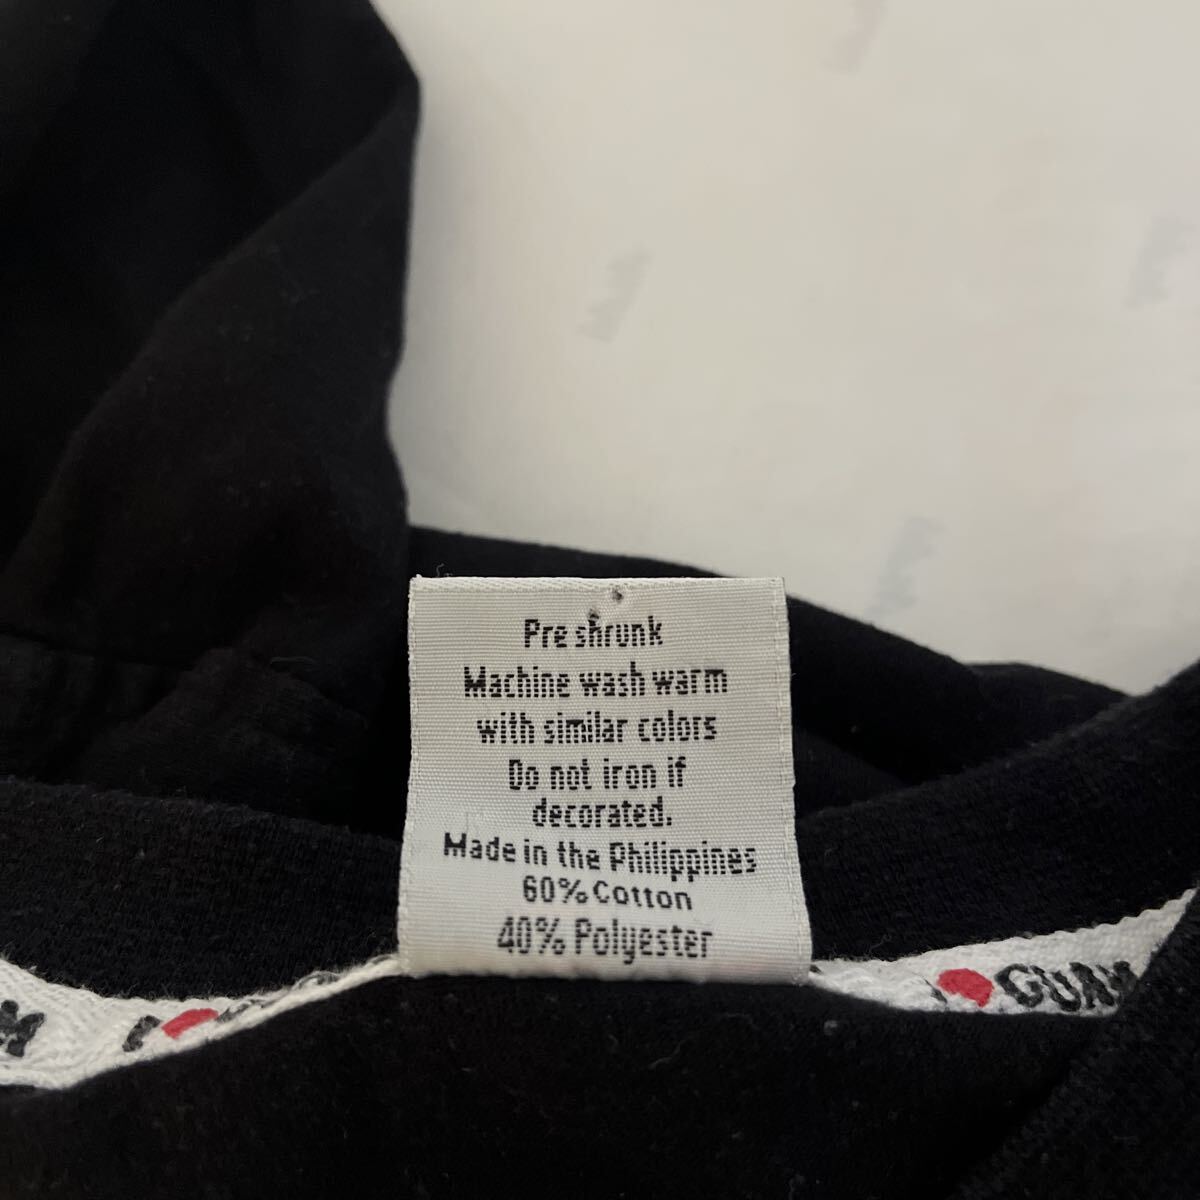 Pre shrunk
Machine wash warm
with similar colors
Do not iron if
decorated.
Made in the Philippines
60% Cotton
40% Polyester
I GUAM